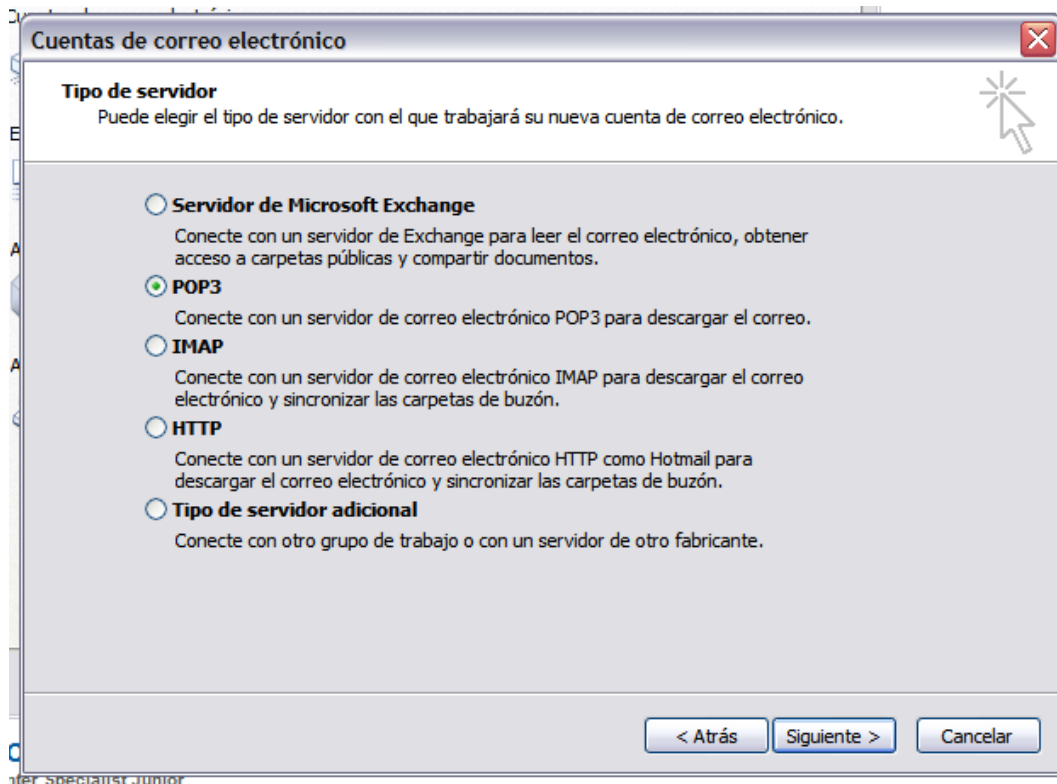 Cuentas de correo electrónico
Tipo de servidor
Puede elegir el tipo de servidor con el que trabajará su nueva cuenta de correo electrónico.
Servidor de Microsoft Exchange
Conecte con un servidor de Exchange para leer el correo electrónico, obtener
acceso a carpetas públicas y compartir documentos.
POP3
Conecte con un servidor de correo electrónico POP3 para descargar el correo.
IMAP
Conecte con un servidor de correo electrónico IMAP para descargar el correo
electrónico y sincronizar las carpetas de buzón.
HTTP
Conecte con un servidor de correo electrónico HTTP como Hotmail para
descargar el correo electrónico y sincronizar las carpetas de buzón.
Tipo de servidor adicional
Conecte con otro grupo de trabajo o con un servidor de otro fabricante.
< Atrás
Siguiente >
Cancelar
Specialist Junior